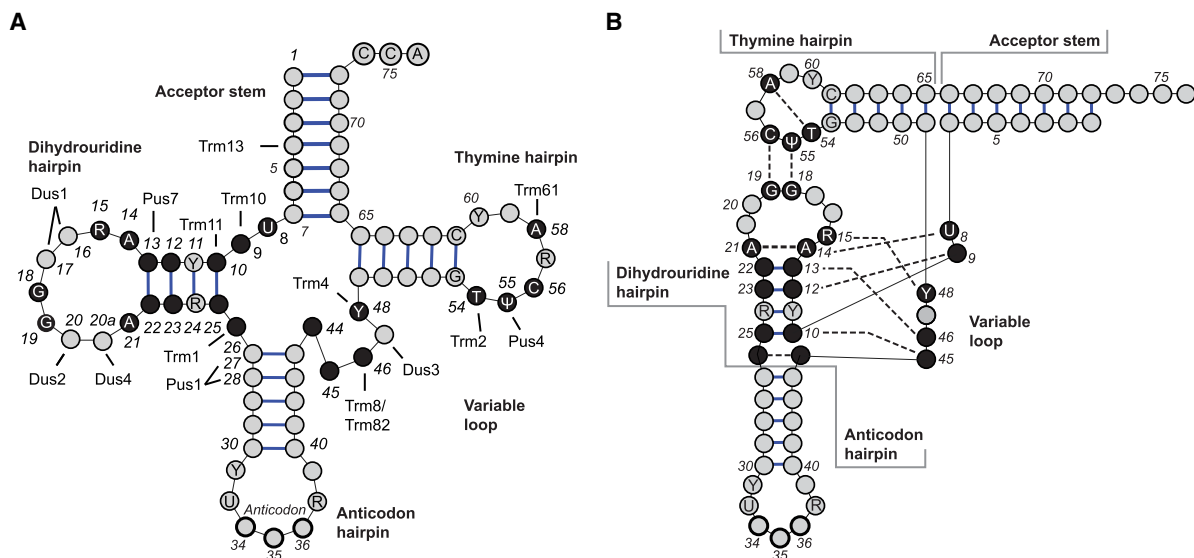 A
B
1
C C A
75
Acceptor stem
70
Trm13
5
Dihydrouridine
hairpin
Dus1
15
14
Pus7
Trm10
13 12 11
Trm11
R
A
Y
U
8
9
10
7
16
17
18
G
G
19
20
20a
A
21
22 23 24 25
R
Dus2
Dus4
Trm1
26
27
28
Pus1
Thymine hairpin
65
60
Trm61
C
Y
A
58
R
G
T
Ψ
C
56
55
54
Trm4
Y
48
Trm2
Pus4
44
45
46
Dus3
Trm8/
Trm82
Variable
loop
30
40
Y
U
R
Anticodon
34
35
36
Anticodon
hairpin
Thymine hairpin
Acceptor stem
58
60
A
Y
C
65
70
75
56
C
Ψ
T
G
54
55
50
5
19
18
G
G
20
R
15
21
A
A
14
U
8
9
22
13
Dihydrouridine
hairpin
23
12
R
Y
Y
48
25
10
46
45
Variable
loop
Anticodon
hairpin
30
40
Y
U
R
34
35
36